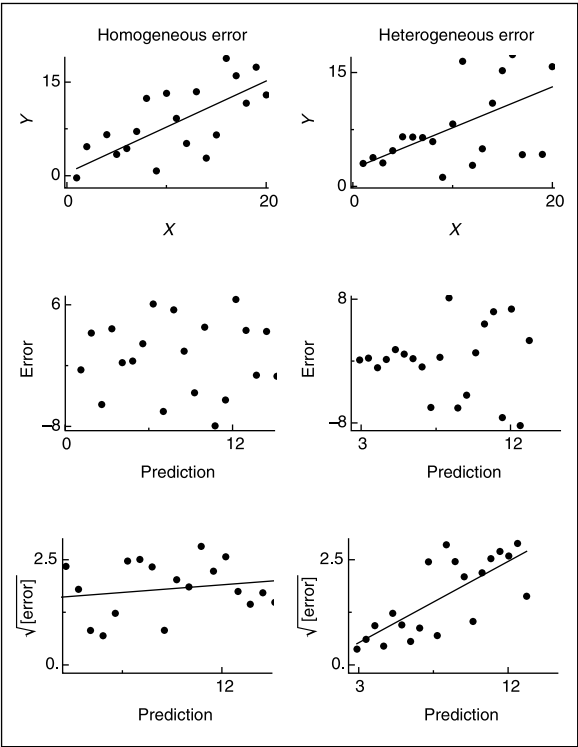 Homogeneous error Heterogeneous error
15
Y
0
0 20
X
15
Y
0
0 20
X
6
Error
−8
0 12
Prediction
8
Error
−8
3 12
Prediction
2.5
√[error]
0.
12
Prediction
2.5
√[error]
0.
3 12
Prediction